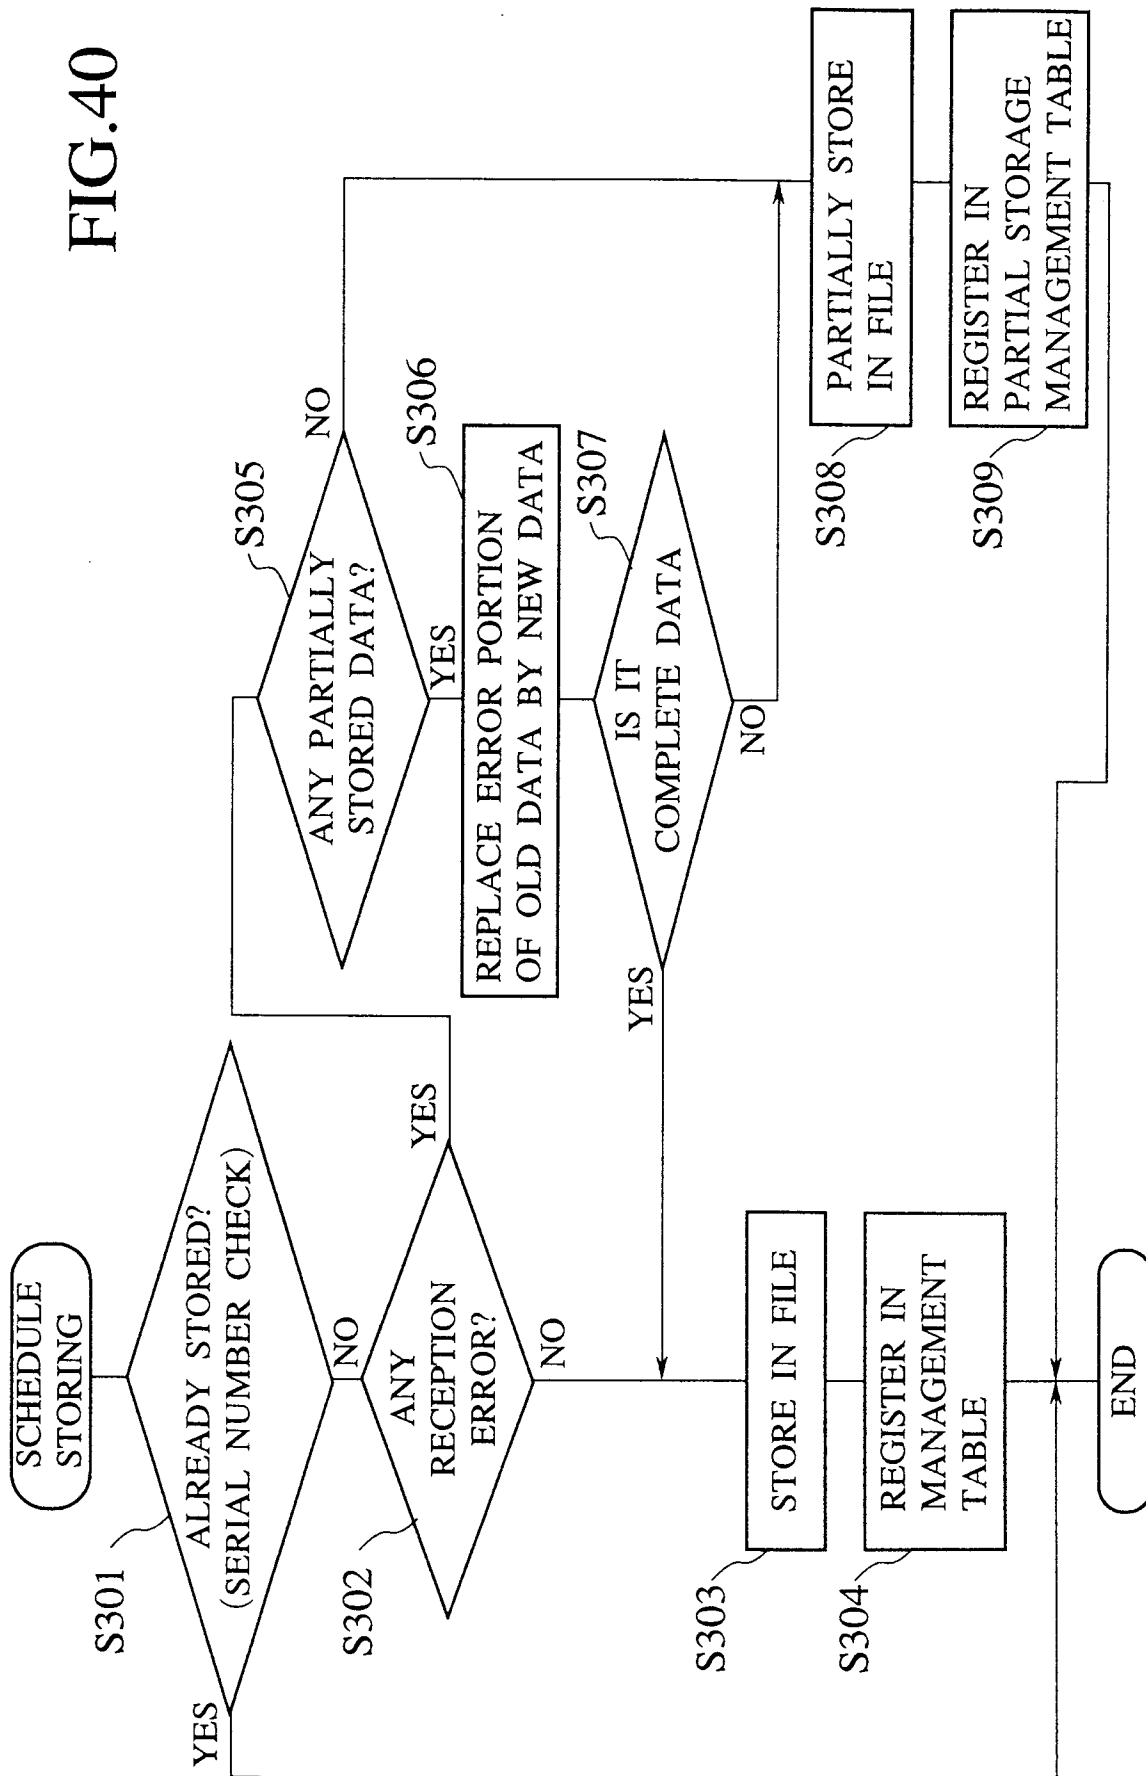 FIG.40
SCHEDULE
STORING
S301
ALREADY STORED?
(SERIAL NUMBER CHECK)
YES
NO
S302
ANY
RECEPTION
ERROR?
YES
NO
S303
STORE IN FILE
S304
REGISTER IN
MANAGEMENT
TABLE
END
S305
ANY PARTIALLY
STORED DATA?
NO
YES
S306
REPLACE ERROR PORTION
OF OLD DATA BY NEW DATA
S307
IS IT
COMPLETE DATA
YES
NO
S308
PARTIALLY STORE
IN FILE
S309
REGISTER IN
PARTIAL STORAGE
MANAGEMENT TABLE